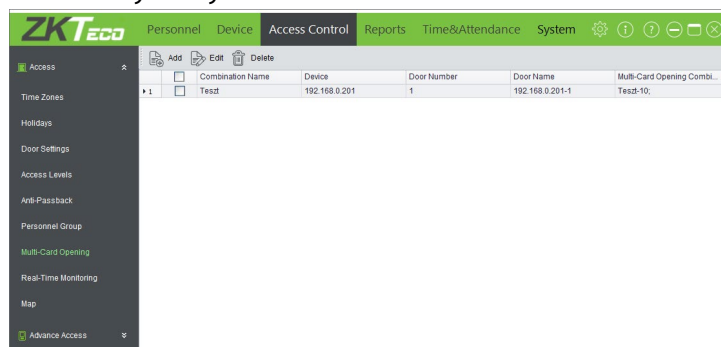 ZKTECO Personnel Device Access Control Reports Time&Attendance System
Access
Add Edit Delete
Combination Name Device Door Number Door Name Multi-Card Opening Combi...
1 Teszt 192.168.0.201 1 192.168.0.201-1 Teszt-10;
Time Zones
Holidays
Door Settings
Access Levels
Anti-Passback
Personnel Group
Multi-Card Opening
Real-Time Monitoring
Map
Advance Access